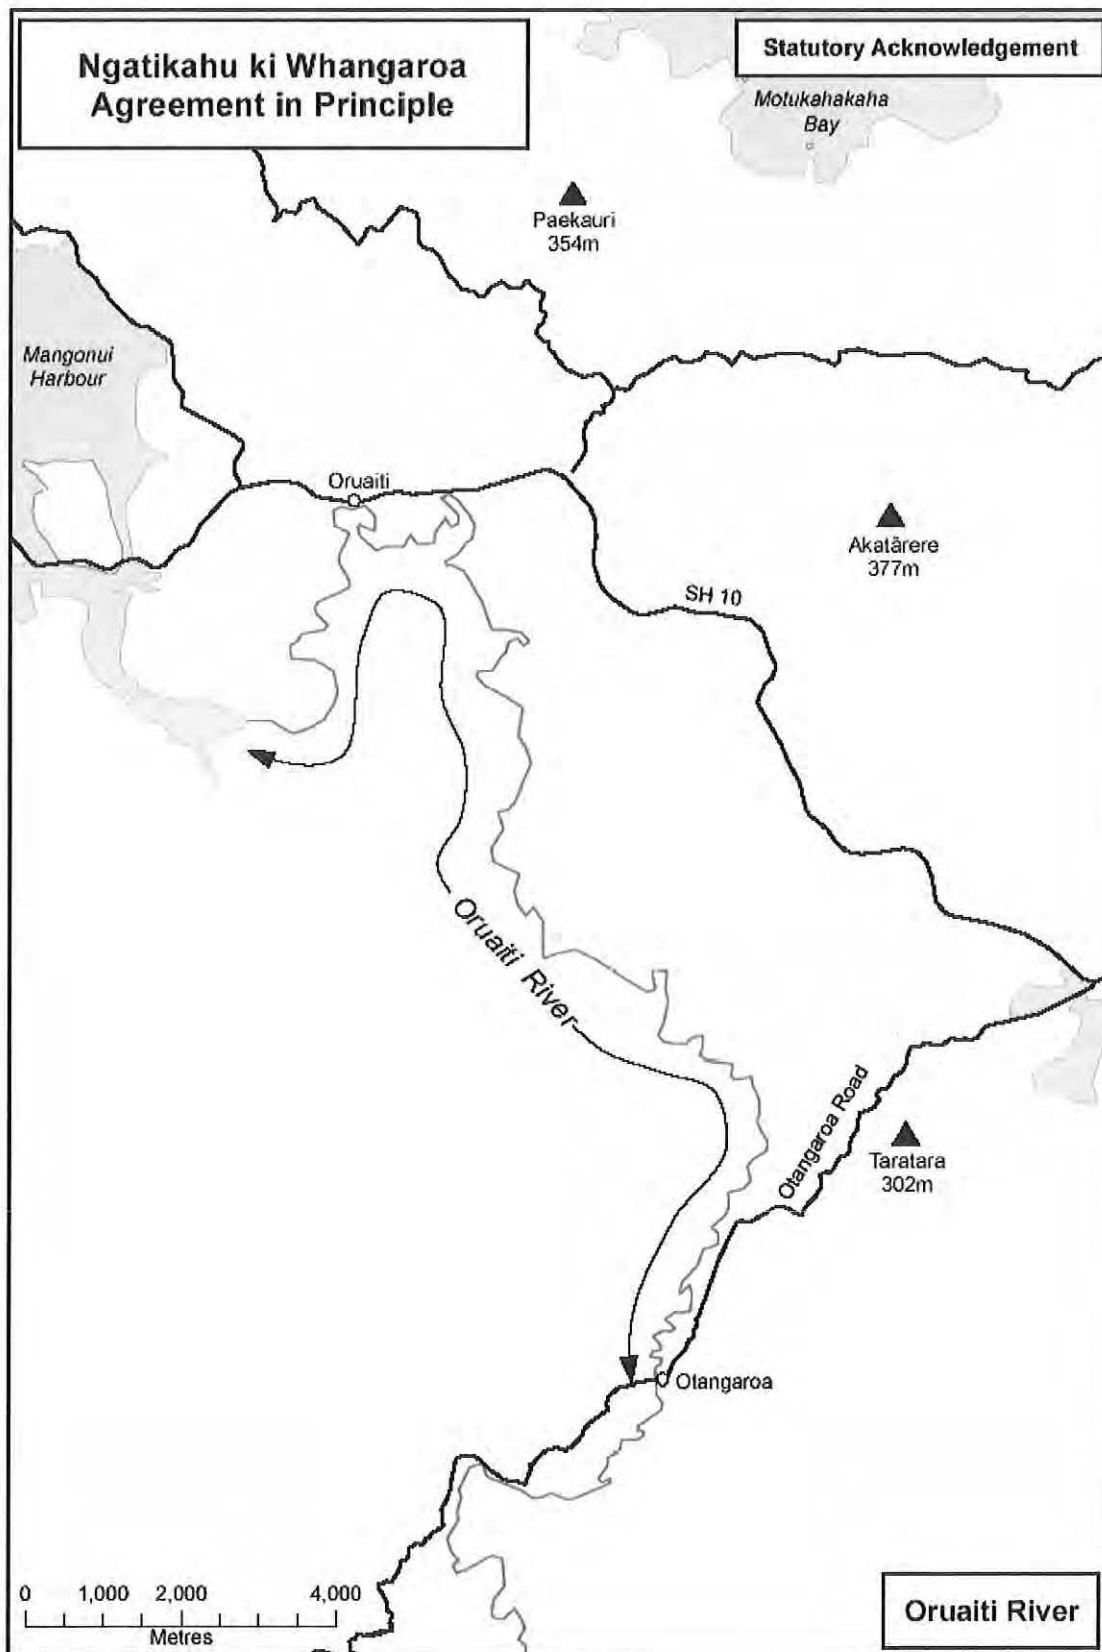 Ngatikahu ki Whangaroa
Agreement in Principle
Statutory Acknowledgement
Motukahakaha
Bay
Paekauri
354m
Mangonui
Harbour
Oruaiti
Akatārere
377m
SH 10
Oruaiti River
Otangaroa Road
Taratara
302m
Otangaroa
0 1,000 2,000 4,000
Metres
Oruaiti River